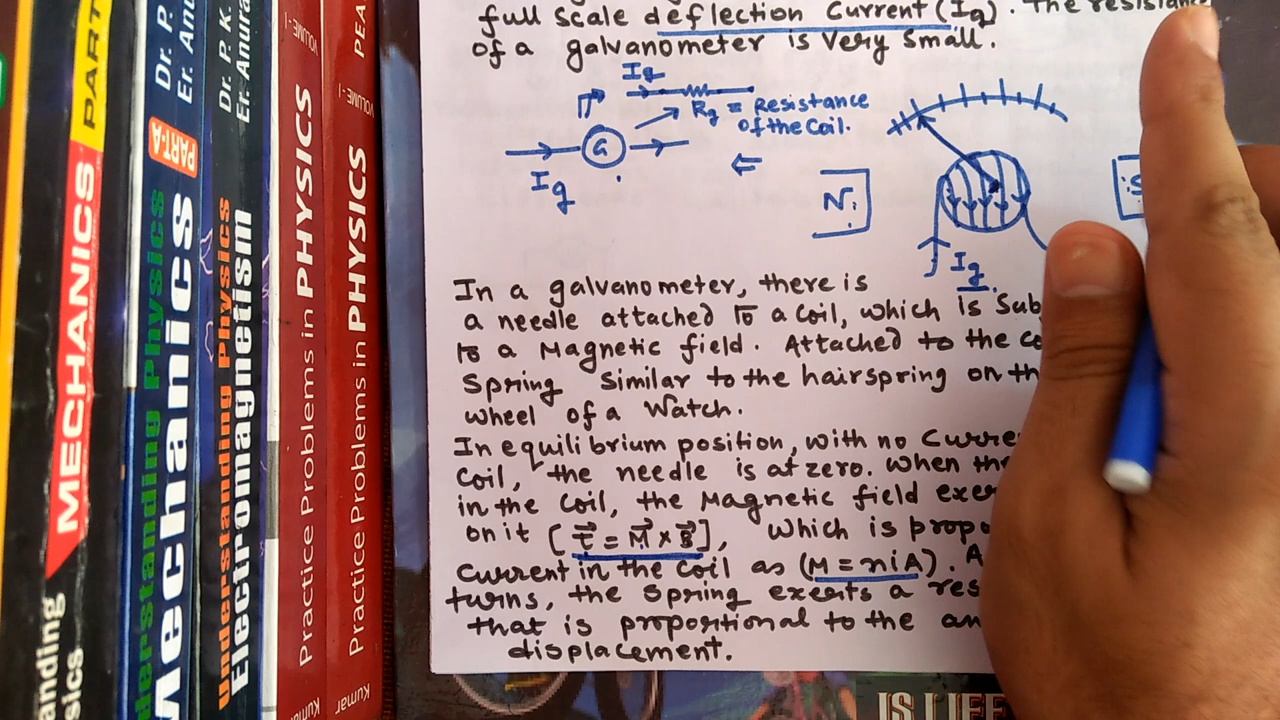 full scale deflection Current (Ig). The resistance
of a galvanometer is Very Small.
Ig
Rg = Resistance
of the Coil.
G
Ig
N
S
Ig
In a galvanometer, there is
a needle attached to a coil, which is Sub
to a Magnetic field. Attached to the co
Spring Similar to the hairspring on th
wheel of a Watch.
In equilibrium position, with no Curre
Coil, the needle is at zero. When the
in the Coil, the Magnetic field exer
on it [τ⃗ = M⃗ × B⃗], Which is propo
Current in the Coil as (M = niA). A
turns, the Spring exerts a res
that is proportional to the an
displacement.
MECHANICS PART
anding
sics
Understanding Physics
Mechanics PART-A
Dr. P.
Er. Anu
Understanding Physics
Electromagnetism
Dr. P. K.
Er. Anura
Practice Problems in PHYSICS
VOLUME - I
Kumar
Practice Problems in PHYSICS
VOLUME - I
PEA
Kumar
IS LIFE